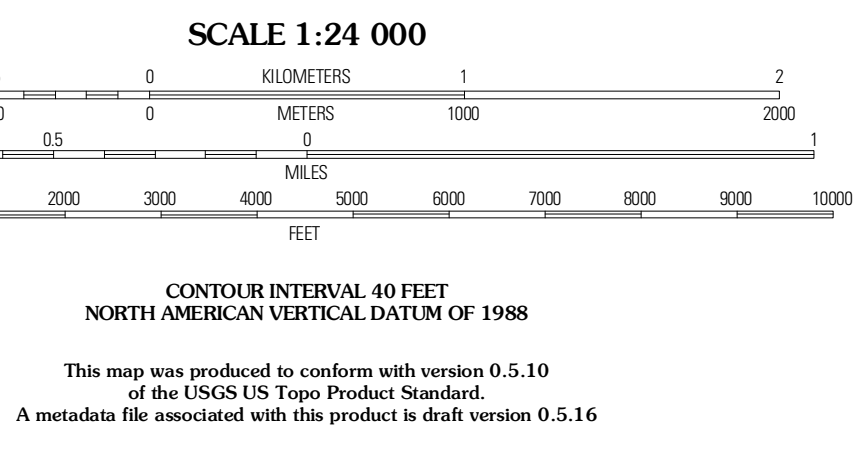 SCALE 1:24 000
0 KILOMETERS 1 2
0 METERS 1000 2000
0.5 0 1
MILES
2000 3000 4000 5000 6000 7000 8000 9000 10000
FEET
CONTOUR INTERVAL 40 FEET
NORTH AMERICAN VERTICAL DATUM OF 1988
This map was produced to conform with version 0.5.10
of the USGS US Topo Product Standard.
A metadata file associated with this product is draft version 0.5.16